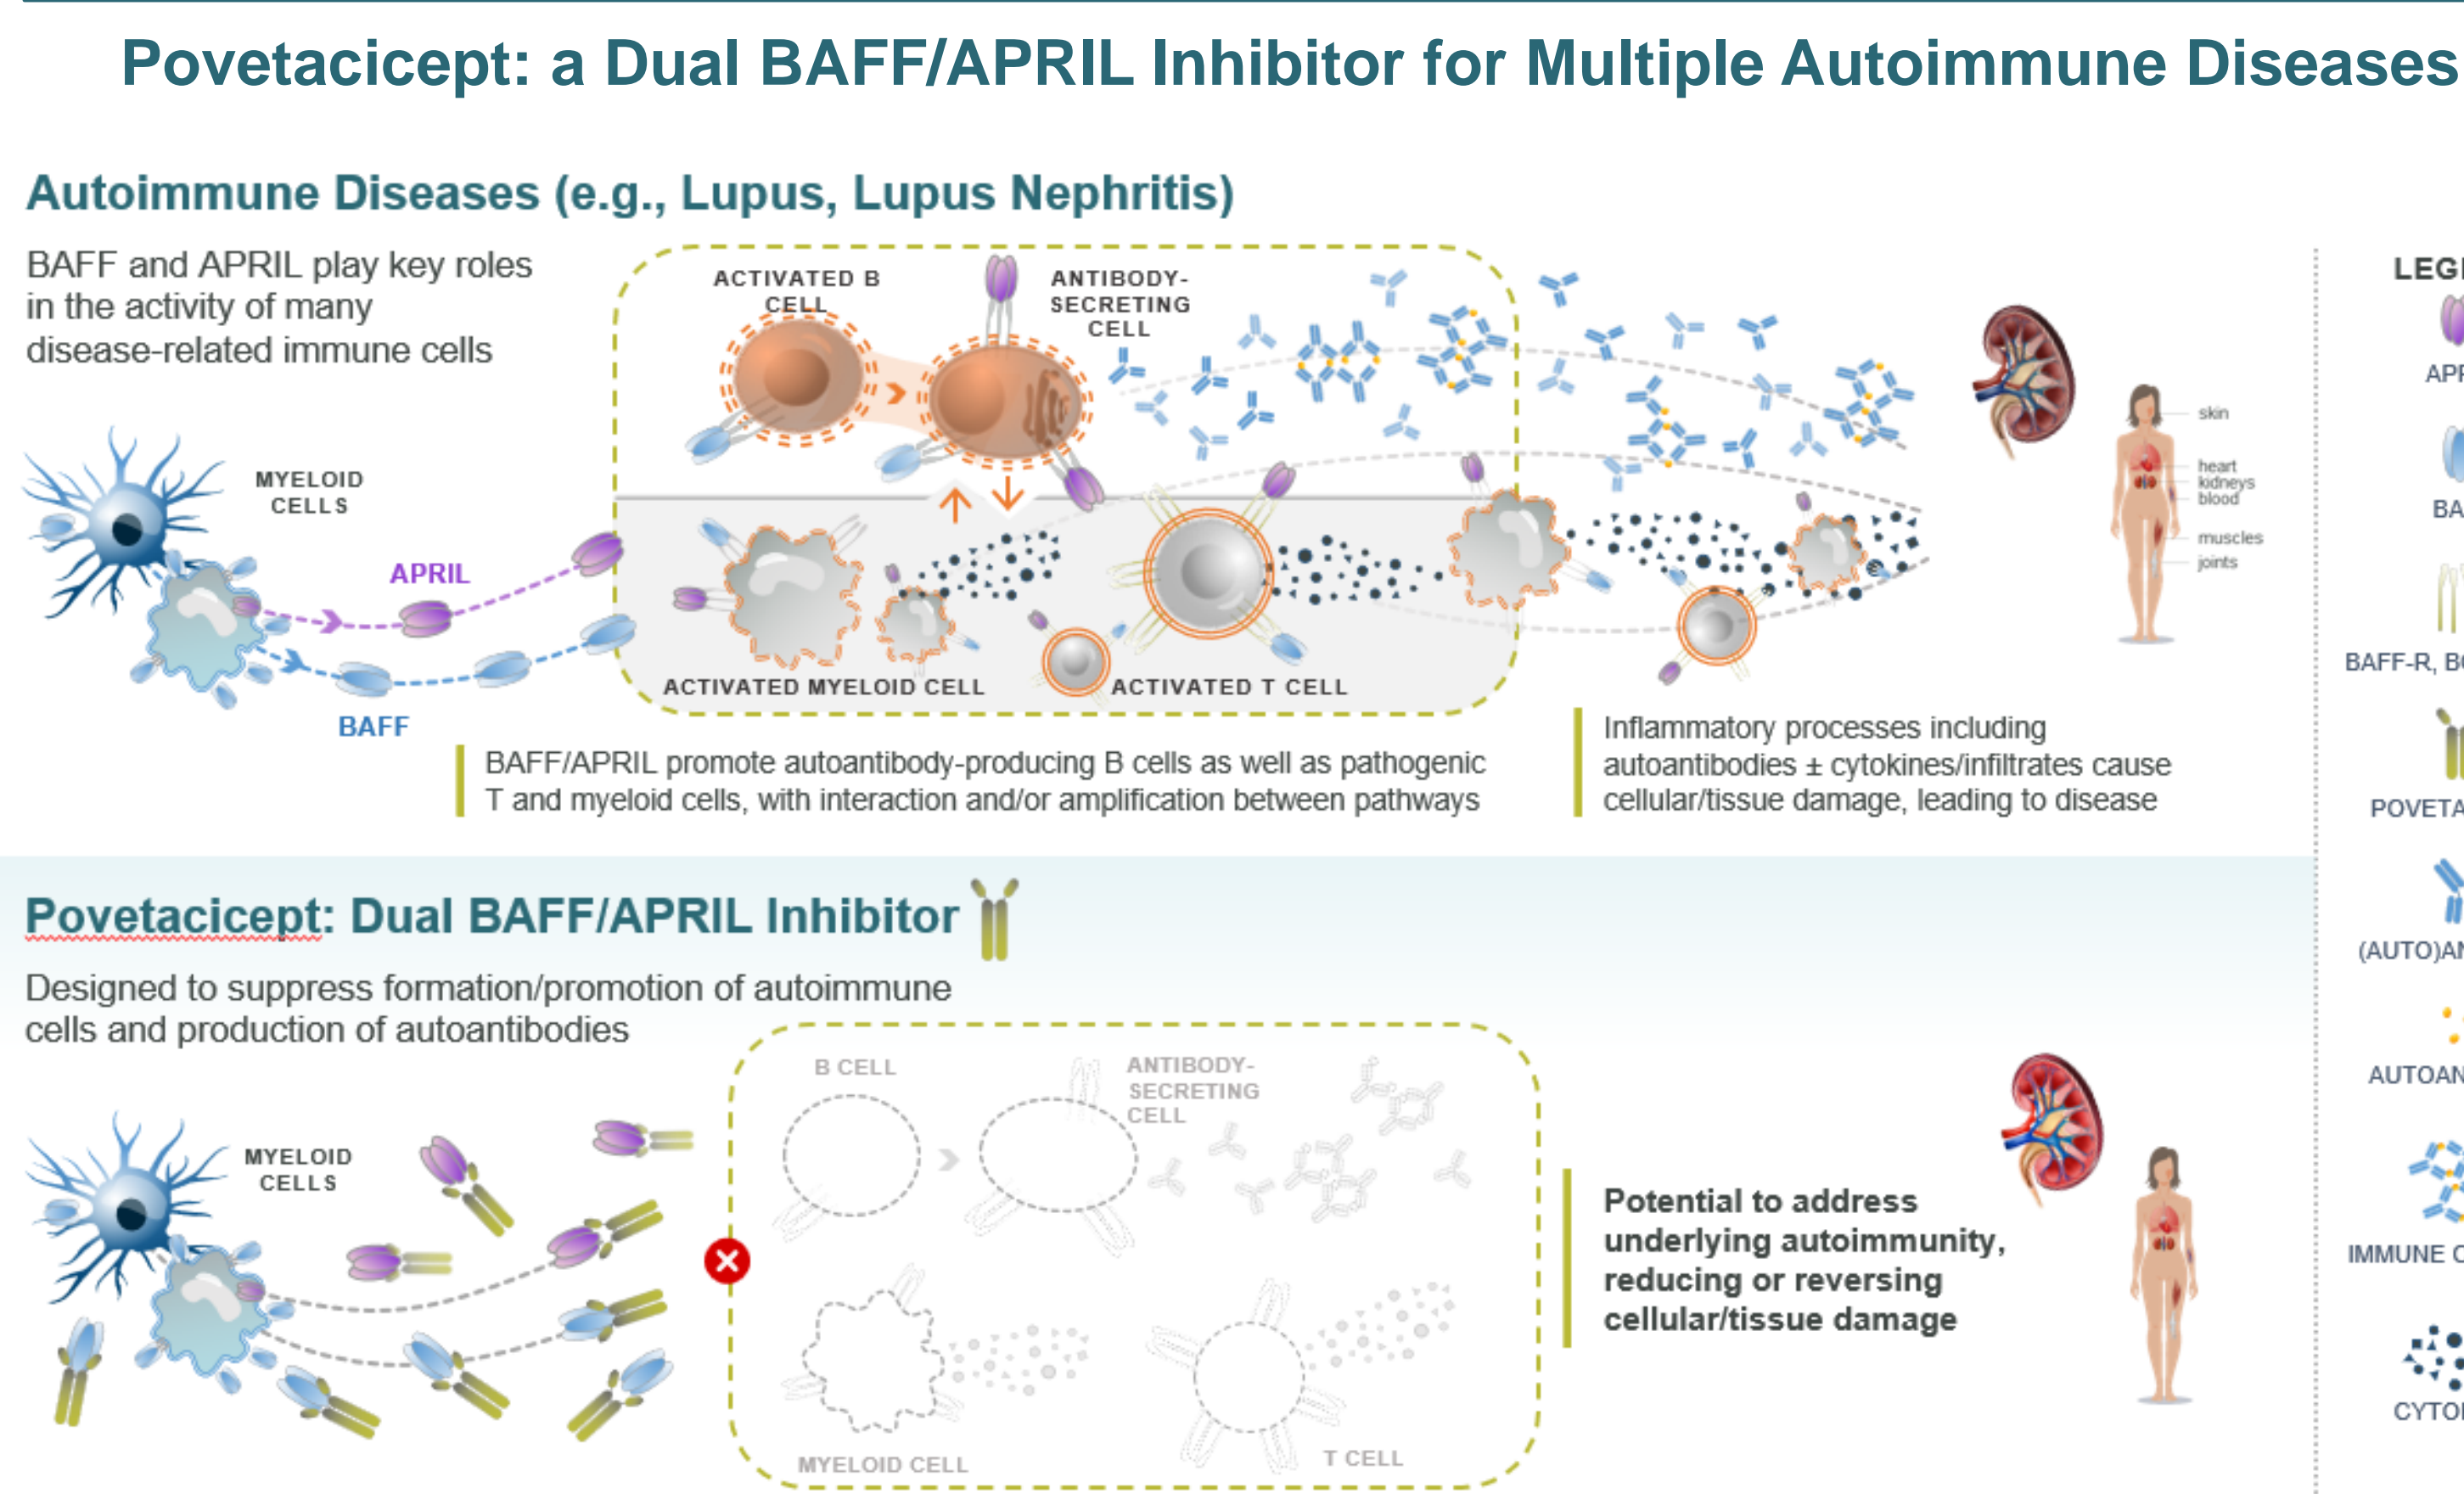 Povetacicept: a Dual BAFF/APRIL Inhibitor for Multiple Autoimmune Diseases
Autoimmune Diseases (e.g., Lupus, Lupus Nephritis)
BAFF and APRIL play key roles
in the activity of many
disease-related immune cells
MYELOID
CELLS
APRIL
BAFF
ACTIVATED B
CELL
ANTIBODY-
SECRETING
CELL
ACTIVATED MYELOID CELL
ACTIVATED T CELL
skin
heart
kidneys
blood
muscles
joints
BAFF/APRIL promote autoantibody-producing B cells as well as pathogenic
T and myeloid cells, with interaction and/or amplification between pathways
Inflammatory processes including
autoantibodies ± cytokines/infiltrates cause
cellular/tissue damage, leading to disease
Povetacicept: Dual BAFF/APRIL Inhibitor
Designed to suppress formation/promotion of autoimmune
cells and production of autoantibodies
MYELOID
CELLS
B CELL
ANTIBODY-
SECRETING
CELL
MYELOID CELL
T CELL
Potential to address
underlying autoimmunity,
reducing or reversing
cellular/tissue damage
BAFF-R,